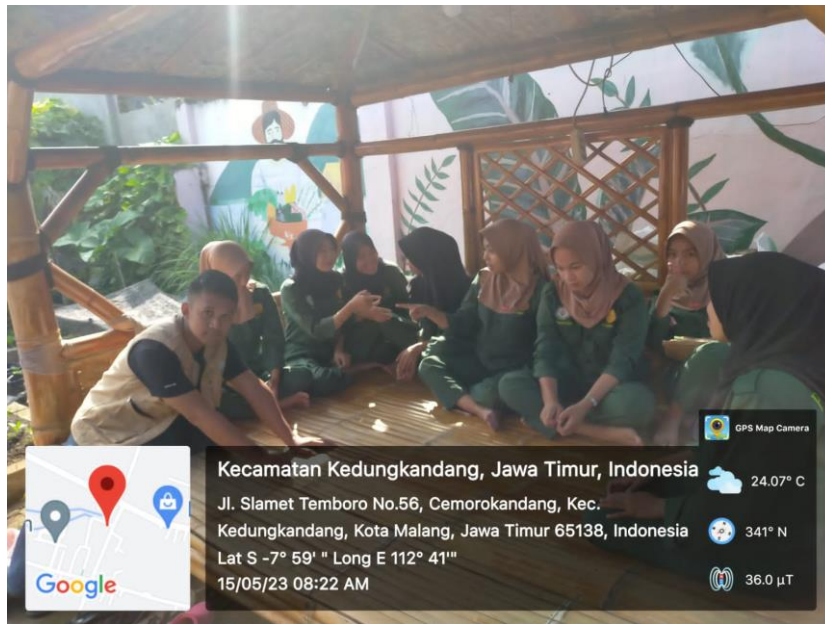 GPS Map Camera
Kecamatan Kedungkandang, Jawa Timur, Indonesia
Jl. Slamet Temboro No.56, Cemorokandang, Kec.
Kedungkandang, Kota Malang, Jawa Timur 65138, Indonesia
Lat S -7° 59' " Long E 112° 41'"
15/05/23 08:22 AM
24.07° C
341° N
36.0 µT
Google